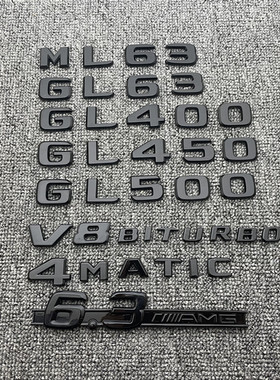 ML63
GL63
GL400
GL450
GL500
V8 BITURBO
4MATIC
6.3 AMG